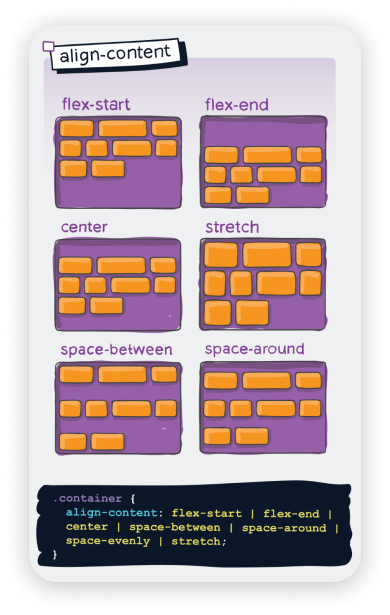 align-content
flex-start
flex-end
center
stretch
space-between
space-around
.container {
align-content: flex-start | flex-end |
center | space-between | space-around |
space-evenly | stretch;
}